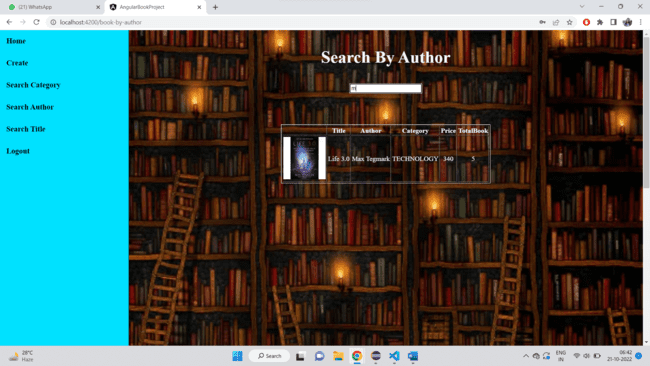 (21) WhatsApp
AngularBookProject
localhost:4200/book-by-author
Home
Create
Search Category
Search Author
Search Title
Logout
Search By Author
m
Title Author Category Price TotalBook
Life 3.0 Max Tegmark TECHNOLOGY 340 5
28°C
Haze
Search
ENG
IN
06:42
21-10-2022